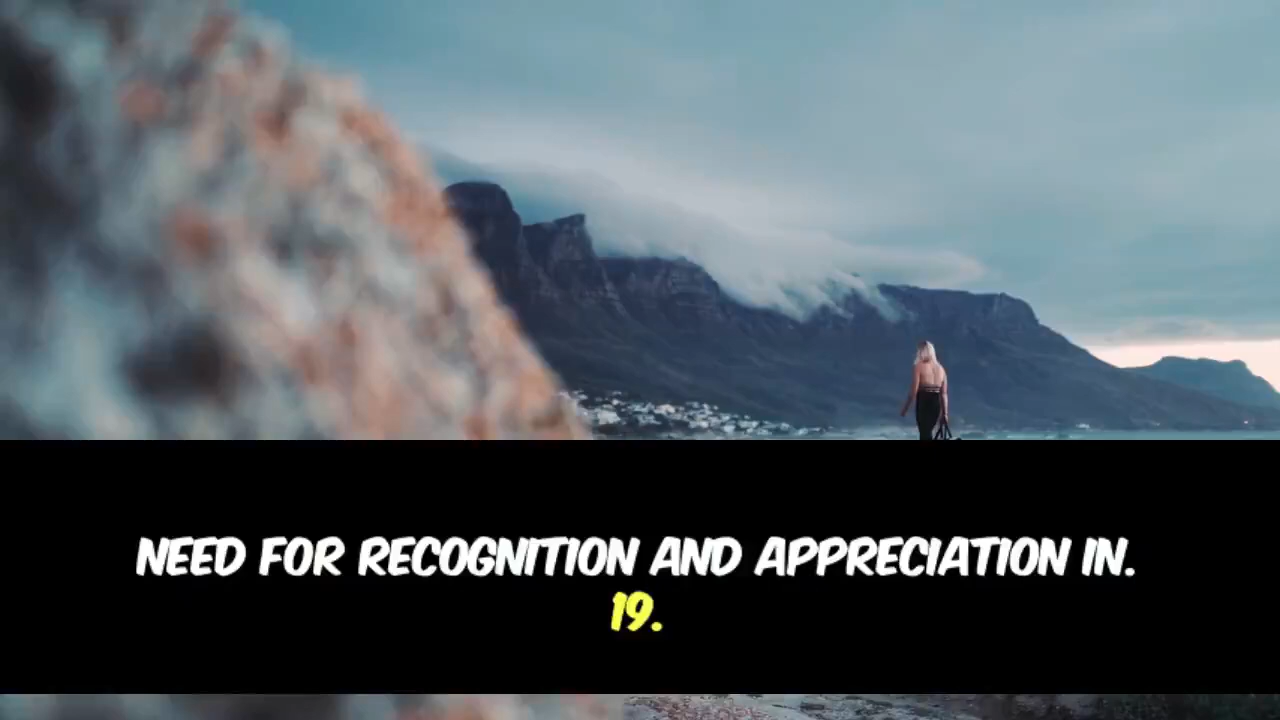 NEED FOR RECOGNITION AND APPRECIATION IN.
19.